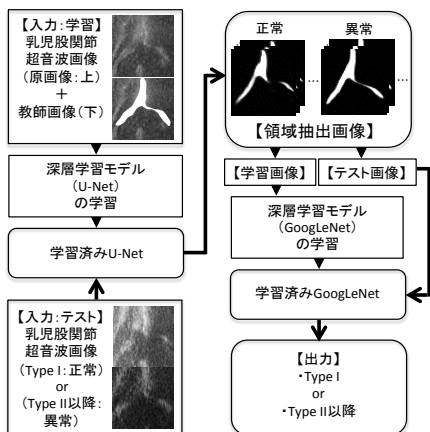 【入力：学習】
乳児股関節
超音波画像
（原画像：上）
＋
教師画像（下）
深層学習モデル
（U-Net）
の学習
学習済みU-Net
【入力：テスト】
乳児股関節
超音波画像
(Type I：正常）
or
(Type II以降：
異常）
正常
異常
…
…
【領域抽出画像】
【学習画像】
【テスト画像】
深層学習モデル
（GoogLeNet）
の学習
学習済みGoogLeNet
【出力】
・Type I
or
・Type II以降